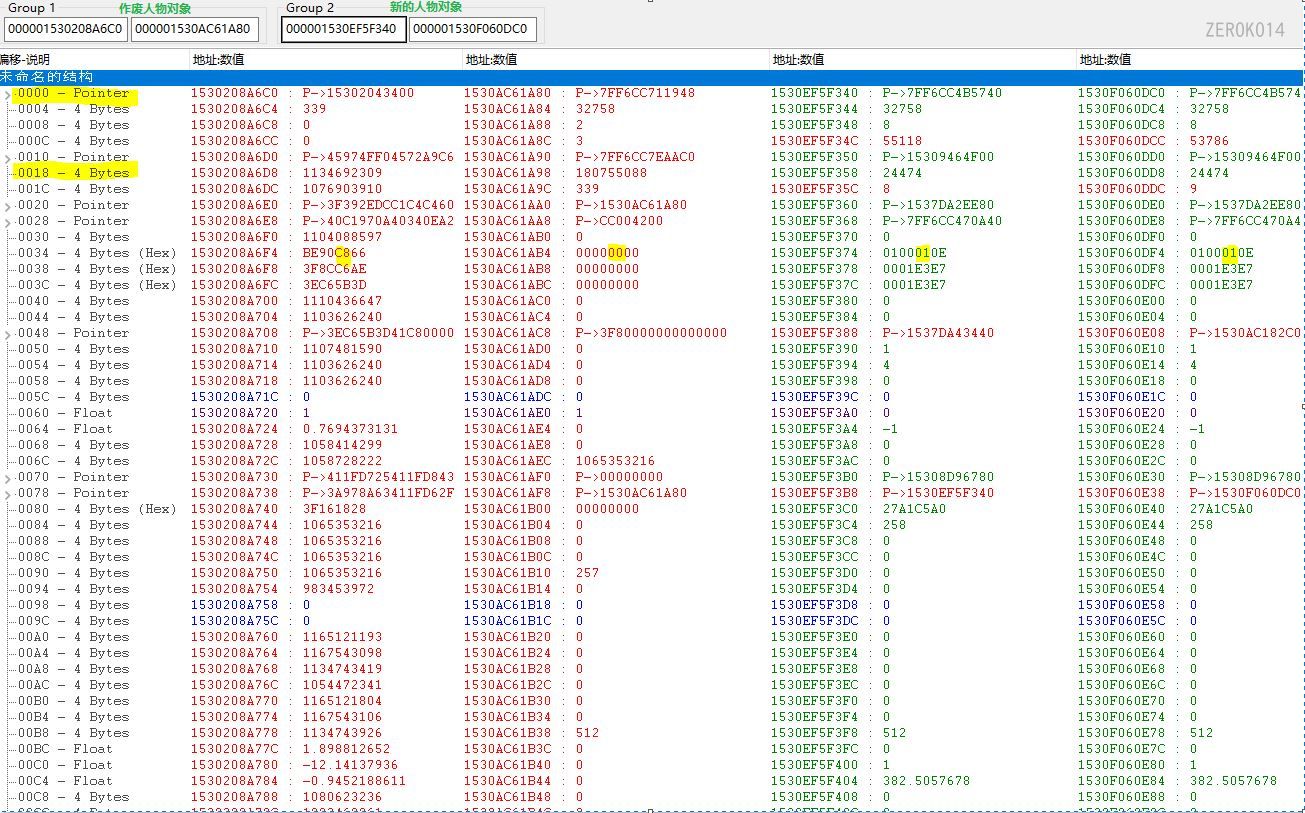 Group 1 作废人物对象 Group 2 新的人物对象
000001530208A6C0 000001530AC61A80 000001530EF5F340 000001530F060DC0 ZEROK014
偏移-说明 地址:数值 地址:数值 地址:数值 地址:数值
未命名的结构
0000 - Pointer 1530208A6C0 : P->15302043400 1530AC61A80 : P->7FF6CC711948 1530EF5F340 : P->7FF6CC4B5740 1530F060DC0 : P->7FF6CC4B574
0004 - 4 Bytes 1530208A6C4 : 339 1530AC61A84 : 32758 1530EF5F344 : 32758 1530F060DC4 : 32758
0008 - 4 Bytes 1530208A6C8 : 0 1530AC61A88 : 2 1530EF5F348 : 8 1530F060DC8 : 8
000C - 4 Bytes 1530208A6CC : 0 1530AC61A8C : 3 1530EF5F34C : 55118 1530F060DCC : 53786
0010 - Pointer 1530208A6D0 : P->45974FF04572A9C6 1530AC61A90 : P->7FF6CC7EAAC0 1530EF5F350 : P->15309464F00 1530F060DD0 : P->15309464F00
0018 - 4 Bytes 1530208A6D8 : 1134692309 1530AC61A98 : 180755088 1530EF5F358 : 24474 1530F060DD8 : 24474
001C - 4 Bytes 1530208A6DC : 1076903910 1530AC61A9C : 339 1530EF5F35C : 8 1530F060DDC : 9
0020 - Pointer 1530208A6E0 : P->3F392EDCC1C4C460 1530AC61AA0 : P->1530AC61A80 1530EF5F360 : P->1537DA2EE80 1530F060DE0 : P->1537DA2EE80
0028 - Pointer 1530208A6E8 : P->40C1970A40340EA2 1530AC61AA8 : P->CC004200 1530EF5F368 : P->7FF6CC470A40 1530F060DE8 : P->7FF6CC470A40
0030 - 4 Bytes 1530208A6F0 : 1104088597 1530AC61AB0 : 0 1530EF5F370 : 0 1530F060DF0 : 0
0034 - 4 Bytes (Hex) 1530208A6F4 : BE90C866 1530AC61AB4 : 00000000 1530EF5F374 : 0100010E 1530F060DF4 : 0100010E
0038 - 4 Bytes (Hex) 1530208A6F8 : 3F8CC6AE 1530AC61AB8 : 00000000 1530EF5F378 : 0001E3E7 1530F060DF8 : 0001E3E7
003C - 4 Bytes (Hex) 1530208A6FC : 3EC65B3D 1530AC61ABC : 00000000 1530EF5F37C : 0001E3E7 1530F060DFC : 0001E3E7
0040 - 4 Bytes 1530208A700 : 1110436647 1530AC61AC0 : 0 1530EF5F380 : 0 1530F060E00 : 0
0044 - 4 Bytes 1530208A704 : 1103626240 1530AC61AC4 : 0 1530EF5F384 : 0 1530F060E04 : 0
0048 - Pointer 1530208A708 : P->3EC65B3D41C80000 1530AC61AC8 : P->3F80000000000000 1530EF5F388 : P->1537DA43440 1530F060E08 : P->1530AC182C0
0050 - 4 Bytes 1530208A710 : 1107481590 1530AC61AD0 : 0 1530EF5F390 : 1 1530F060E10 : 1
0054 - 4 Bytes 1530208A714 : 1103626240 1530AC61AD4 : 0 1530EF5F394 : 4 1530F060E14 : 4
0058 - 4 Bytes 1530208A718 : 1103626240 1530AC61AD8 : 0 1530EF5F398 : 0 1530F060E18 : 0
005C - 4 Bytes 1530208A71C : 0 1530AC61ADC : 0 1530EF5F39C : 0 1530F060E1C : 0
0060 - Float 1530208A720 : 1 1530AC61AE0 : 1 1530EF5F3A0 : 0 1530F060E20 : 0
0064 - Float 1530208A724 : 0.7694373131 1530AC61AE4 : 0 1530EF5F3A4 : -1 1530F060E24 : -1
0068 - 4 Bytes 1530208A728 : 1058414299 1530AC61AE8 : 0 1530EF5F3A8 : 0 1530F060E28 : 0
006C - 4 Bytes 1530208A72C : 1058728222 1530AC61AEC : 1065353216 1530EF5F3AC : 0 1530F060E2C : 0
0070 - Pointer 1530208A730 : P->411FD725411FD843 1530AC61AF0 : P->00000000 1530EF5F3B0 : P->15308D96780 1530F060E30 : P->15308D96780
0078 - Pointer 1530208A738 : P->3A978A63411FD62F 1530AC61AF8 : P->1530AC61A80 1530EF5F3B8 : P->1530EF5F340 1530F060E38 : P->1530F060DC0
0080 - 4 Bytes (Hex) 1530208A740 : 3F161828 1530AC61B00 : 00000000 1530EF5F3C0 : 27A1C5A0 1530F060E40 : 27A1C5A0
0084 - 4 Bytes 1530208A744 : 1065353216 1530AC61B04 : 0 1530EF5F3C4 : 258 1530F060E44 : 258
0088 - 4 Bytes 1530208A748 : 1065353216 1530AC61B08 : 0 1530EF5F3C8 : 0 1530F060E48 : 0
008C - 4 Bytes 1530208A74C : 1065353216 1530AC61B0C : 0 1530EF5F3CC : 0 1530F060E4C : 0
0090 - 4 Bytes 1530208A750 : 1065353216 1530AC61B10 : 257 1530EF5F3D0 : 0 1530F060E50 : 0
0094 - 4 Bytes 1530208A754 : 983453972 1530AC61B14 : 0 1530EF5F3D4 : 0 1530F060E54 : 0
0098 - 4 Bytes 1530208A758 : 0 1530AC61B18 : 0 1530EF5F3D8 : 0 1530F060E58 : 0
009C - 4 Bytes 1530208A75C : 0 1530AC61B1C : 0 1530EF5F3DC : 0 1530F060E5C : 0
00A0 - 4 Bytes 1530208A760 : 1165121193 1530AC61B20 : 0 1530EF5F3E0 : 0 1530F060E60 : 0
00A4 - 4 Bytes 1530208A764 : 1167543098 1530AC61B24 : 0 1530EF5F3E4 : 0 1530F060E64 : 0
00A8 - 4 Bytes 1530208A768 : 1134743419 1530AC61B28 : 0 1530EF5F3E8 : 0 1530F060E68 : 0
00AC - 4 Bytes 1530208A76C : 1054472341 1530AC61B2C : 0 1530EF5F3EC : 0 1530F060E6C : 0
00B0 - 4 Bytes 1530208A770 : 1165121804 1530AC61B30 : 0 1530EF5F3F0 : 0 1530F060E70 : 0
00B4 - 4 Bytes 1530208A774 : 1167543106 1530AC61B34 : 0 1530EF5F3F4 : 0 1530F060E74 : 0
00B8 - 4 Bytes 1530208A778 : 1134743926 1530AC61B38 : 512 1530EF5F3F8 : 512 1530F060E78 : 512
00BC - Float 1530208A77C : 1.898812652 1530AC61B3C : 0 1530EF5F3FC : 0 1530F060E7C : 0
00C0 - Float 1530208A780 : -12.14137936 1530AC61B40 : 0 1530EF5F400 : 1 1530F060E80 : 1
00C4 - Float 1530208A784 : -0.9452188611 1530AC61B44 : 0 1530EF5F404 : 382.5057678 1530F060E84 : 382.5057678
00C8 - 4 Bytes 1530208A788 : 1080623236 1530AC61B48 : 0 1530EF5F408 : 0 1530F060E88 : 0